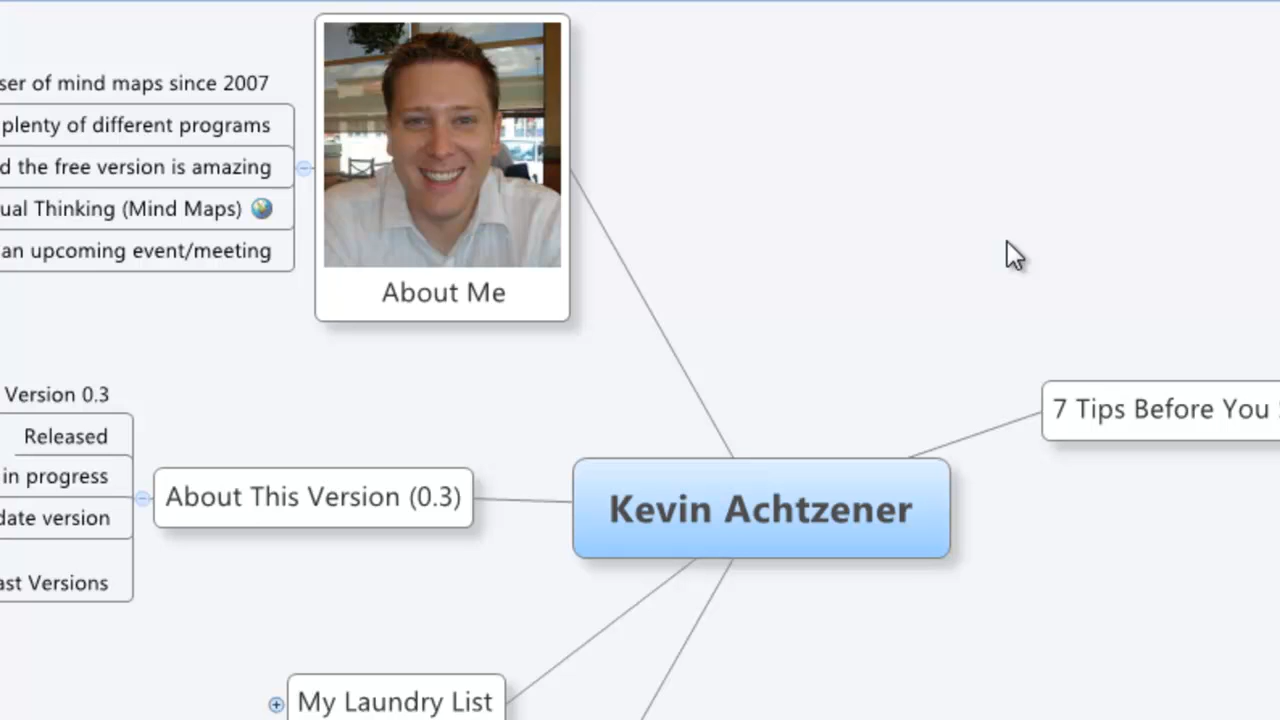 ser of mind maps since 2007
plenty of different programs
d the free version is amazing
ual Thinking (Mind Maps)
an upcoming event/meeting
About Me
Version 0.3
Released
in progress
date version
ast Versions
About This Version (0.3)
Kevin Achtzener
7 Tips Before You
My Laundry List